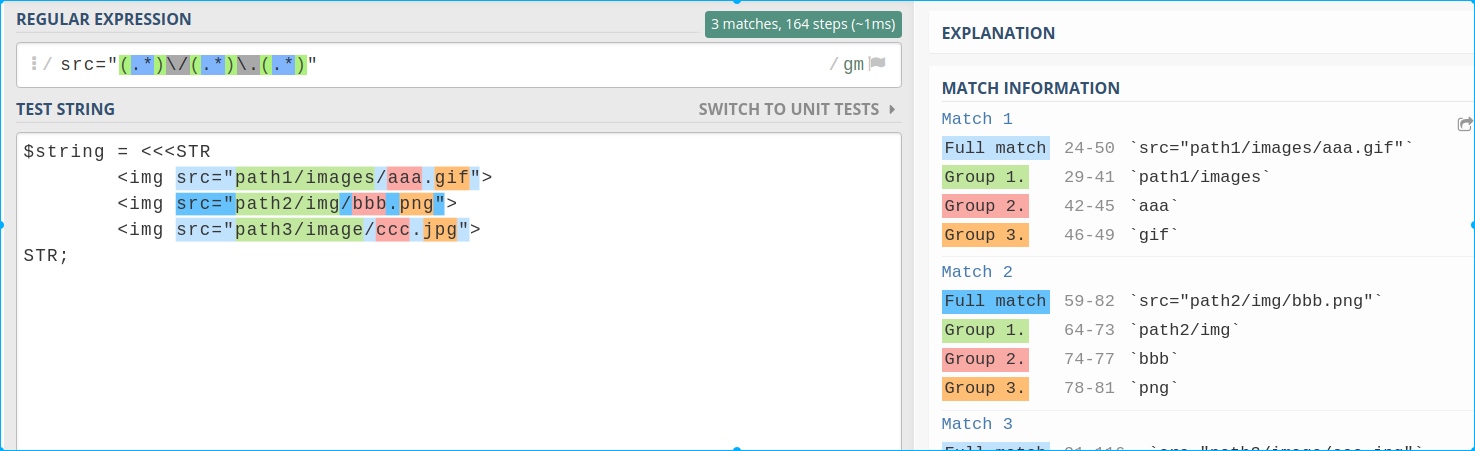 REGULAR EXPRESSION
3 matches, 164 steps (~1ms)
/ src="(.*)\/(.*)\.(.*)" / gm
TEST STRING
SWITCH TO UNIT TESTS
$string = <<<STR
<img src="path1/images/aaa.gif">
<img src="path2/img/bbb.png">
<img src="path3/image/ccc.jpg">
STR;
EXPLANATION
MATCH INFORMATION
Match 1
Full match 24-50 `src="path1/images/aaa.gif"`
Group 1. 29-41 `path1/images`
Group 2. 42-45 `aaa`
Group 3. 46-49 `gif`
Match 2
Full match 59-82 `src="path2/img/bbb.png"`
Group 1. 64-73 `path2/img`
Group 2. 74-77 `bbb`
Group 3. 78-81 `png`
Match 3
Full match